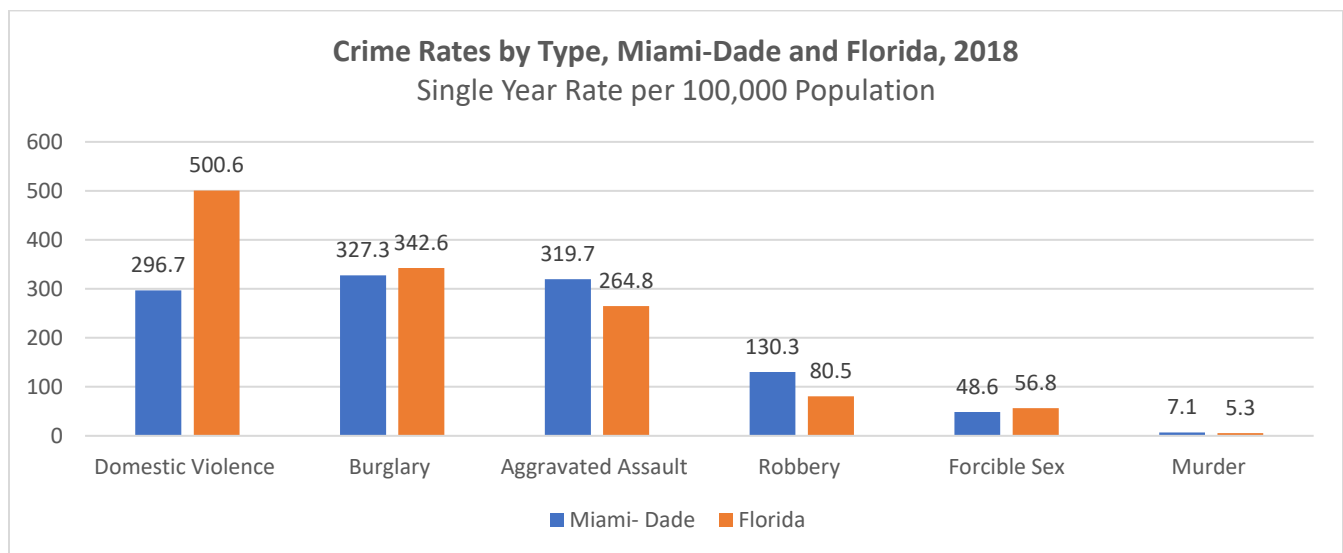 Crime Rates by Type, Miami-Dade and Florida, 2018
Single Year Rate per 100,000 Population
600
500
400
300
200
100
0
296.7
500.6
327.3
342.6
319.7
264.8
130.3
80.5
48.6
56.8
7.1
5.3
Domestic Violence
Burglary
Aggravated Assault
Robbery
Forcible Sex
Murder
Miami- Dade
Florida